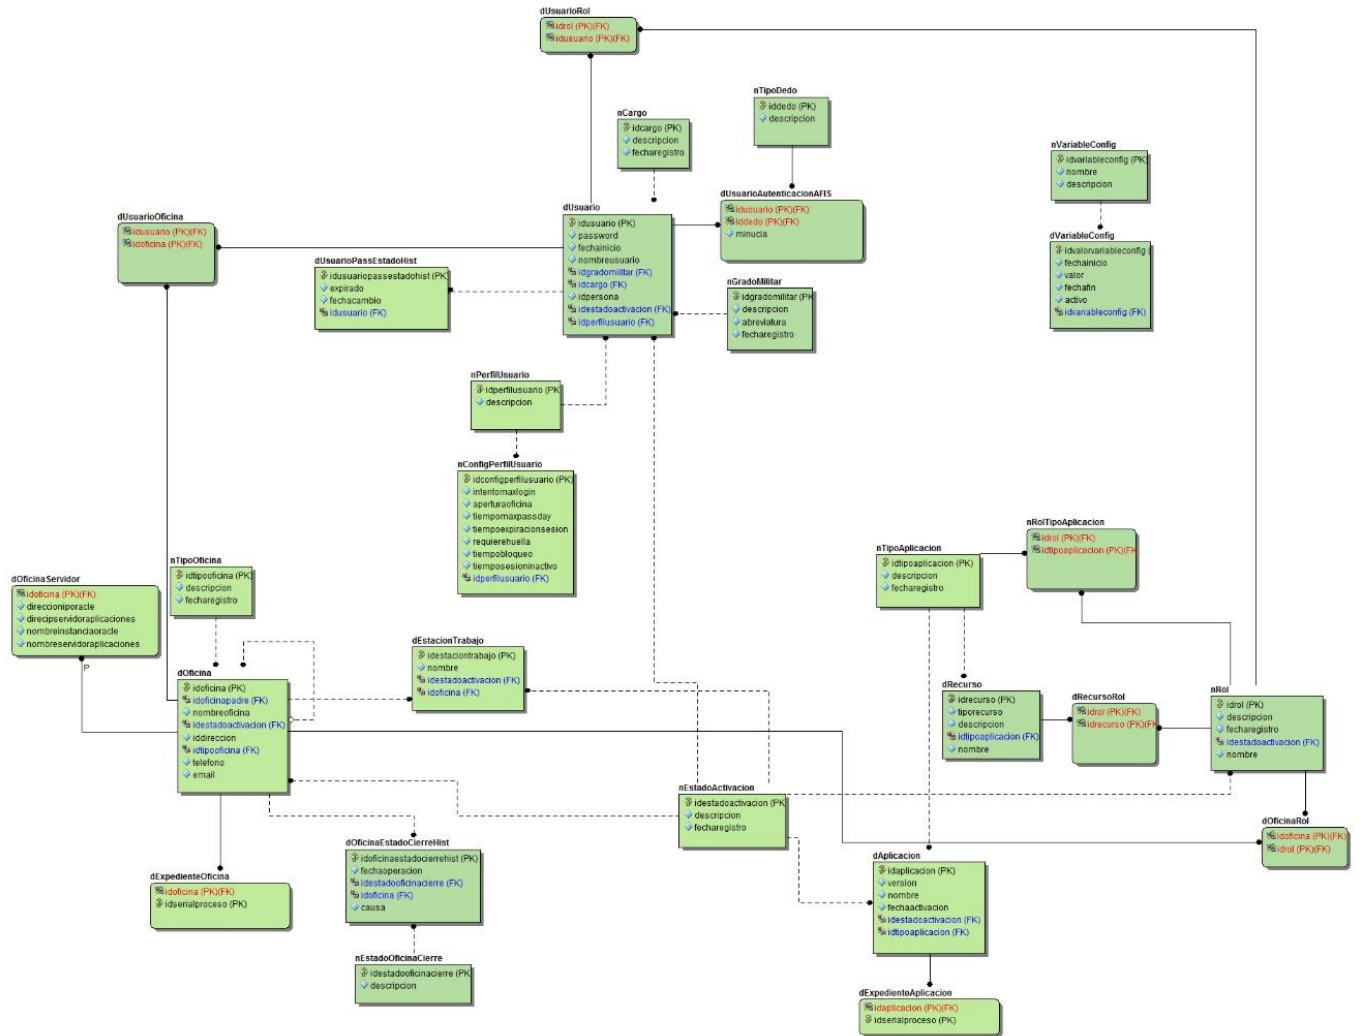 dUsuarioRol
idrol (PK)(FK)
idusuario (PK)(FK)
nTipoDedo
iddedo (PK)
descripcion
nCargo
idcargo (PK)
descripcion
fecharegistro
nVariableConfig
idvariableconfig (PK
nombre
descripcion
dUsuarioAutenticacionAFIS
idusuario (PK)(FK)
iddedo (PK)(FK)
minucia
dUsuario
idusuario (PK)
password
fechainicio
nombreusuario
idgradomilitar (FK)
idcargo (FK)
idpersona
idestadoactivacion (FK)
idperfilusuario (FK)
dUsuarioOficina
idusuario (PK)(FK)
idoficina (PK)(FK)
dVariableConfig
idvalorvariableconfig (
fechainicio
valor
fechafin
activo
idvariableconfig (FK)
dUsuarioPassEstadoHist
idusuariopassestadohist (PK
expirado
fechacambio
idusuario (FK)
nGradoMilitar
idgradomilitar (PK
descripcion
abreviatura
fecharegistro
nPerfilUsuario
idperfilusuario (PK
descripcion
nConfigPerfilUsuario
idconfigperfilusuario (PK)
intentomaxlogin
aperturaoficina
tiempomaxpassday
tiempoexpiracionsesion
requierehuella
tiempobloqueo
tiemposesioninactivo
idperfilusuario (FK)
nRolTipoAplicacion
idrol (PK)(FK)
idtipoaplicacion (PK)(FK
nTipoAplicacion
idtipoaplicacion (PK)
descripcion
fecharegistro
nTipoOficina
idtipooficina (PK)
descripcion
fecharegistro
dOficinaServidor
idoficina (PK)(FK)
direccioniporacle
direcipservidoraplicaciones
nombreinstanciaoracle
nombreservidoraplicaciones
P
dEstacionTrabajo
idestaciontrabajo (PK)
nombre
idestadoactivacion (FK)
idoficina (FK)
dOficina
idoficina (PK)
idoficinapadre (FK)
nombreoficina
idestadoactivacion (FK)
iddireccion
idtipooficina (FK)
telefono
email
dRecurso
idrecurso (PK)
tiporecurso
descripcion
idtipoaplicacion (FK)
nombre
dRecursoRol
idrol (PK)(FK)
idrecurso (PK)(FK
nRol
idrol (PK)
descripcion
fecharegistro
idestadoactivacion (FK)
nombre
nEstadoActivacion
idestadoactivacion (PK
descripcion
fecharegistro
dOficinaRol
idoficina (PK)(FK)
idrol (PK)(FK)
dOficinaEstadoCierreHist
idoficinaestadocierrehist (PK)
fechaoperacion
idestadooficinacierre (FK)
idoficina (FK)
causa
dAplicacion
idaplicacion (PK)
version
nombre
fechaactivacion
idestadoactivacion (FK)
idtipoaplicacion (FK)
dExpedienteOficina
idoficina (PK)(FK)
idserialproceso (PK)
nEstadoOficinaCierre
idestadooficinacierre (PK
descripcion
dExpedienteAplicacion
idaplicacion (PK)(FK)
idserialproceso (PK)